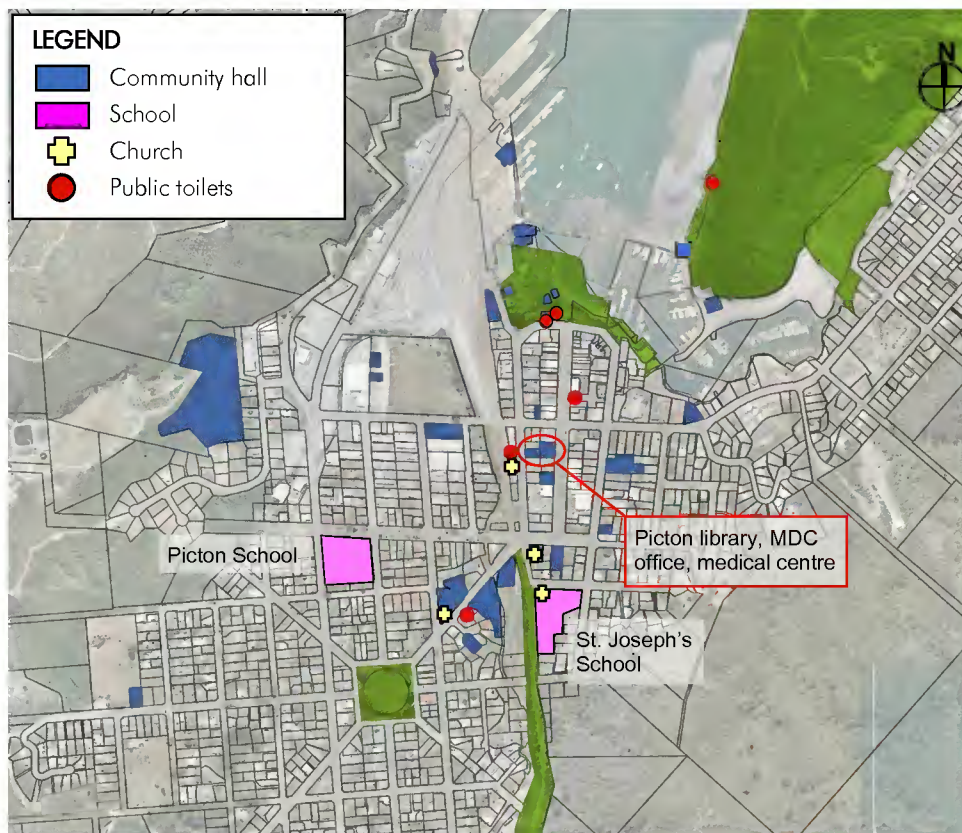 LEGEND
Community hall
School
Church
Public toilets
N
Picton library, MDC
office, medical centre
Picton School
St. Joseph's
School